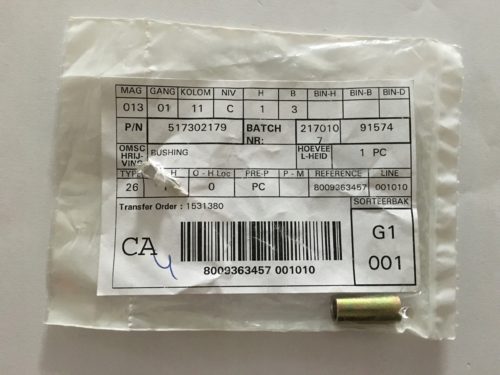 MAG GANG KOLOM NIV H B BIN-H BIN-B BIN-D
013 01 11 C 1 3
P/N 517302179 BATCH NR: 217010 7 91574
OMSC HRIJ- VING BUSHING HOEVEE L-HEID 1 PC
TYPE H O - H Loc PRE-P P - M REFERENCE LINE
26 0 PC 8009363457 001010
Transfer Order : 1531380 SORTEERBAK
CA 4 G1
001
8009363457 001010